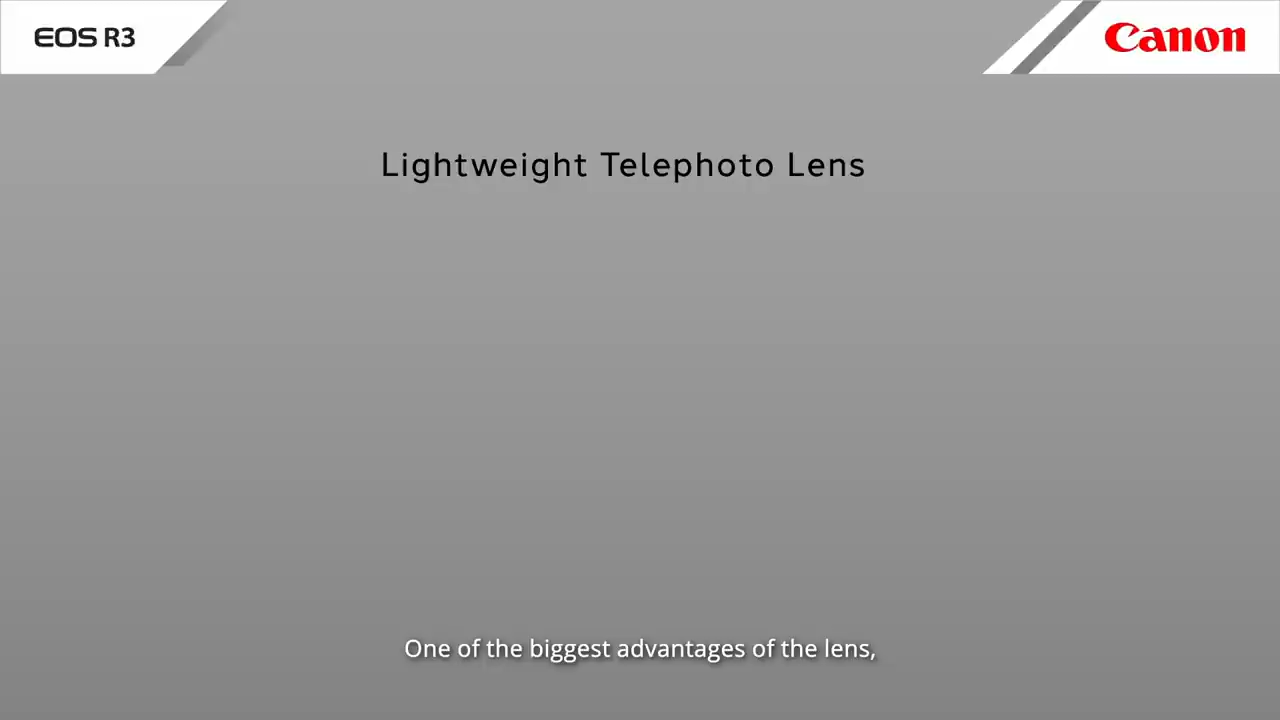 EOS R3
Canon
Lightweight Telephoto Lens
One of the biggest advantages of the lens,